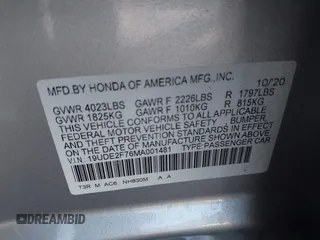 MFD.BY HONDA OF AMERICA MFG.,INC. 10/20
GVWR 4023LBS GAWR F 2226LBS R 1797LBS
GVWR 1825KG GAWR F 1010KG R 815KG
THIS VEHICLE CONFORMS TO ALL APPLICABLE
FEDERAL MOTOR VEHICLE SAFETY, BUMPER,
AND THEFT PREVENTION STANDARDS IN EFFECT ON
THE DATE OF MANUFACTURE SHOWN ABOVE.
V.I.N. 19UDE2F76MA001481 TYPE: PASSENGER CAR
T3R M AC6 NH830M A A
DREAMBID